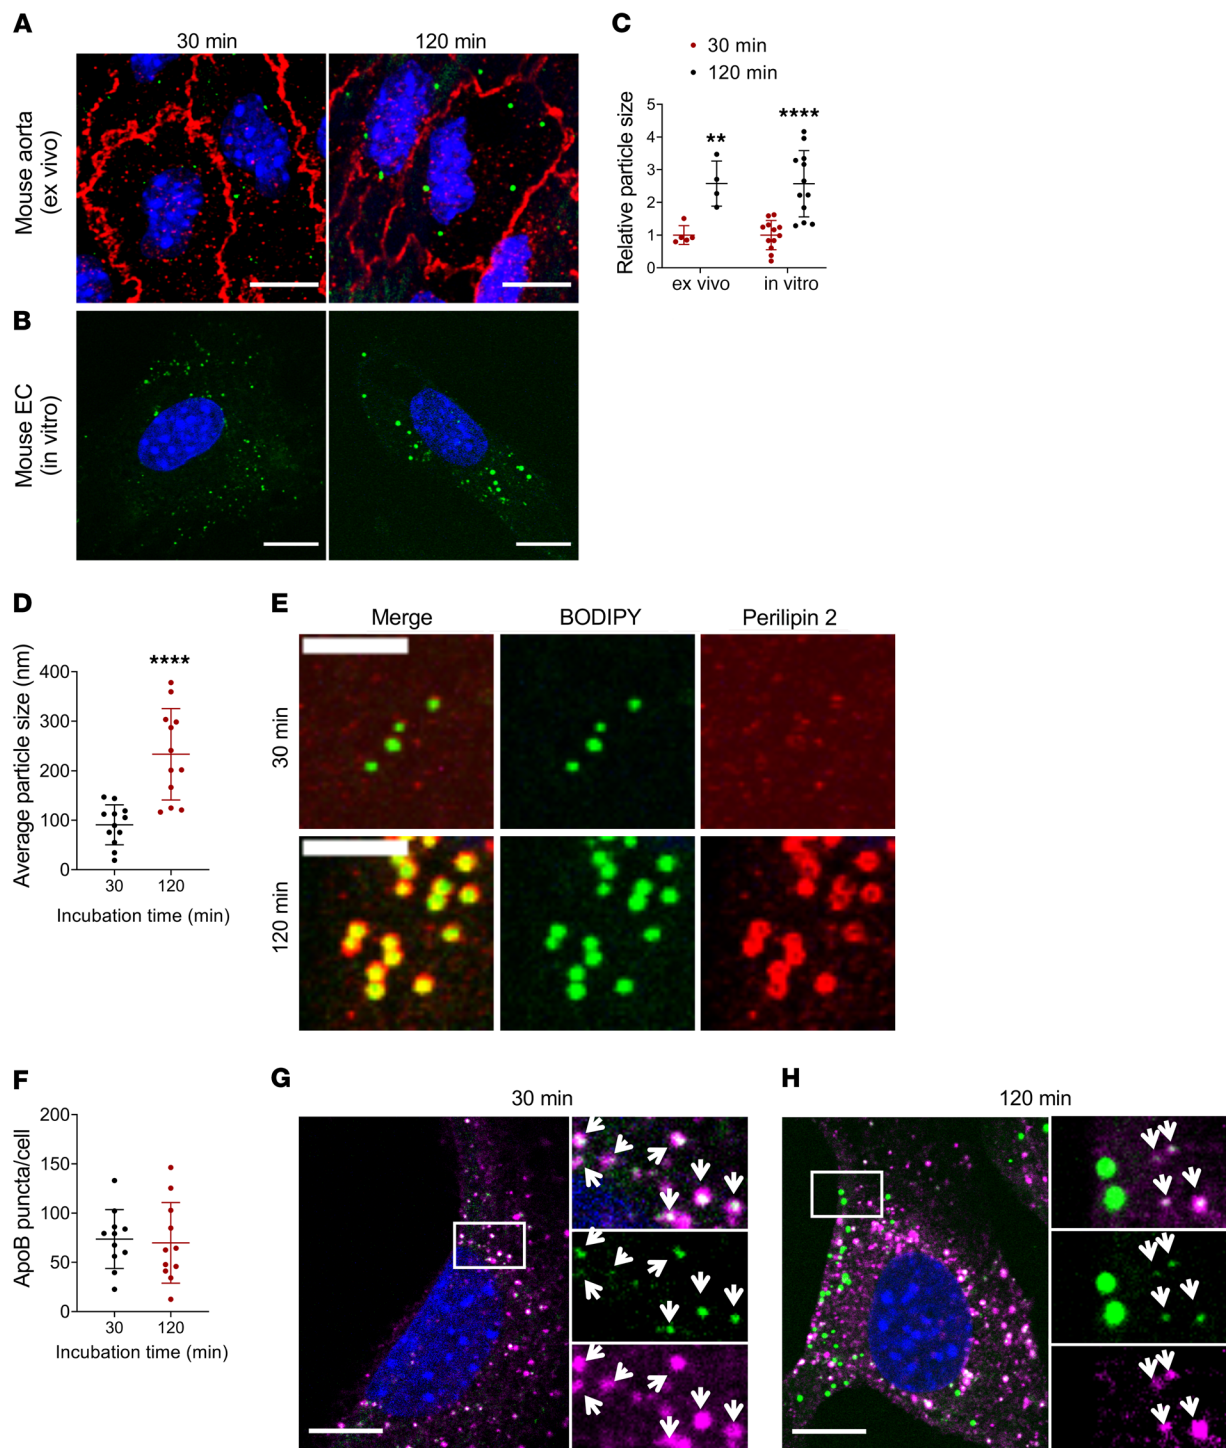 A
30 min
120 min
Mouse aorta
(ex vivo)
B
Mouse EC
(in vitro)
C
30 min
120 min
Relative particle size
5
4
3
2
1
0
**
****
ex vivo
in vitro
D
Average particle size (nm)
400
300
200
100
0
****
30
120
Incubation time (min)
E
Merge
BODIPY
Perilipin 2
30 min
120 min
F
ApoB puncta/cell
200
150
100
50
0
30
120
Incubation time (min)
G
30 min
H
120 min